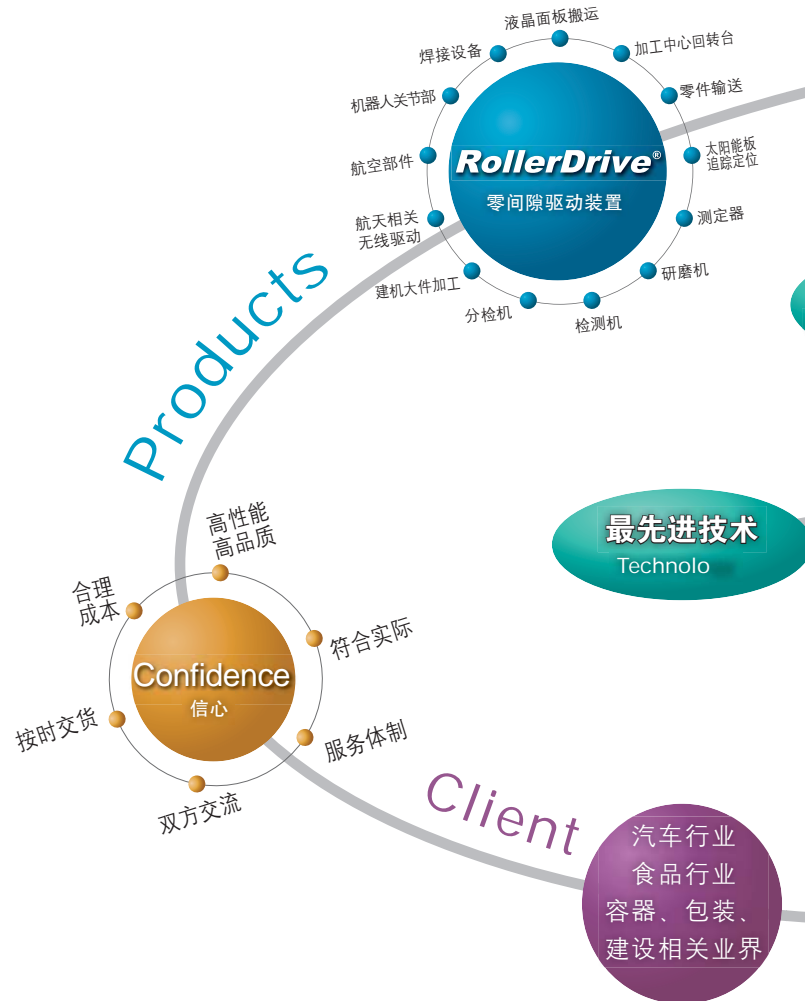 液晶面板搬运
加工中心回转台
零件输送
太阳能板
追踪定位
测定器
研磨机
检测机
分检机
建机大件加工
航天相关
无线驱动
航空部件
机器人关节部
焊接设备
RollerDrive®
零间隙驱动装置
Products
最先进技术
Technolo
高性能
高品质
符合实际
服务体制
双方交流
按时交货
合理
成本
Confidence
信心
Client
汽车行业
食品行业
容器、包装、
建设相关业界